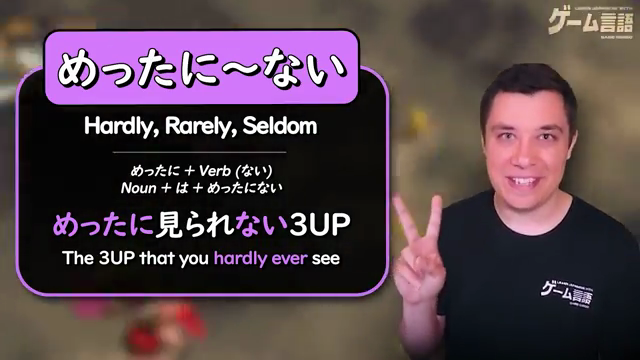 めったに～ない
Hardly, Rarely, Seldom
めったに + Verb (ない)
Noun + は + めったにない
めったに見られない3UP
The 3UP that you hardly ever see
ゲーム言語
ゲーム言語